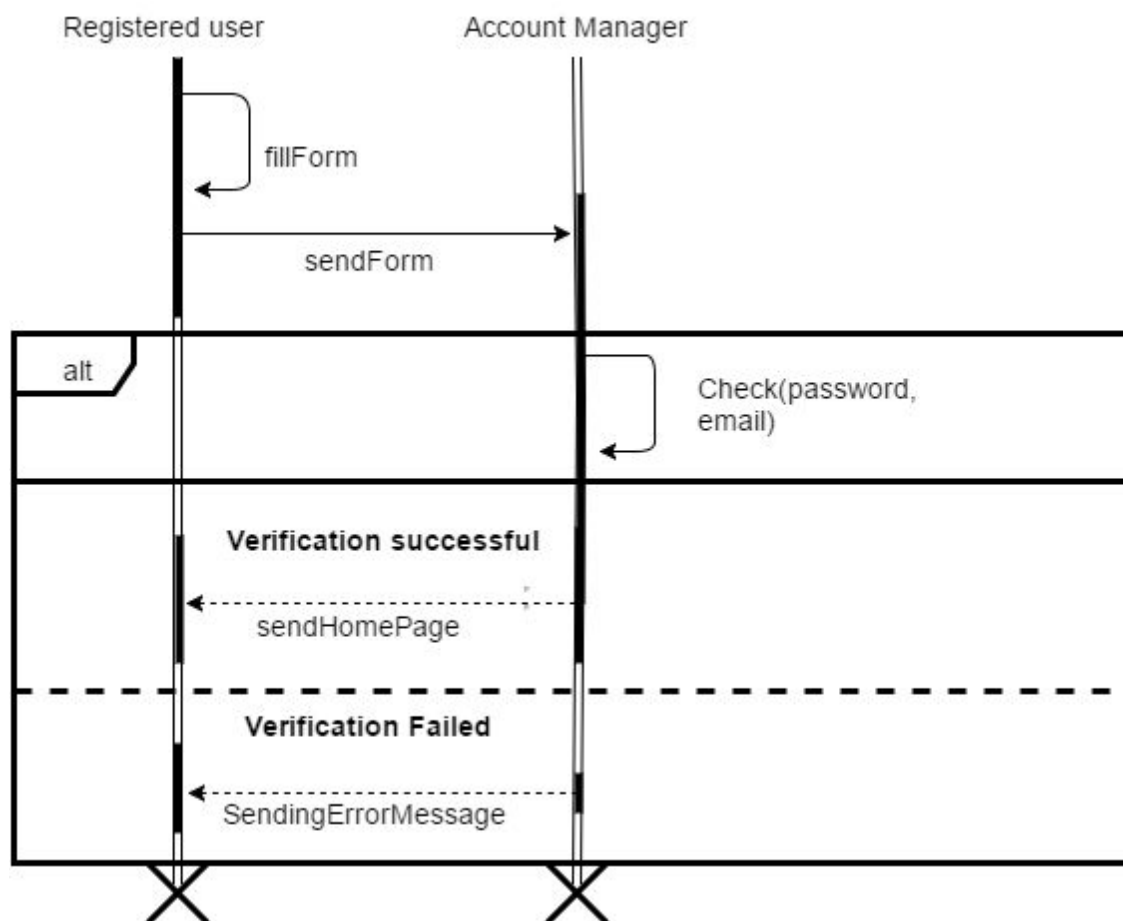 Registered user
Account Manager
fillForm
sendForm
alt
Check(password,
email)
Verification successful
sendHomePage
Verification Failed
SendingErrorMessage